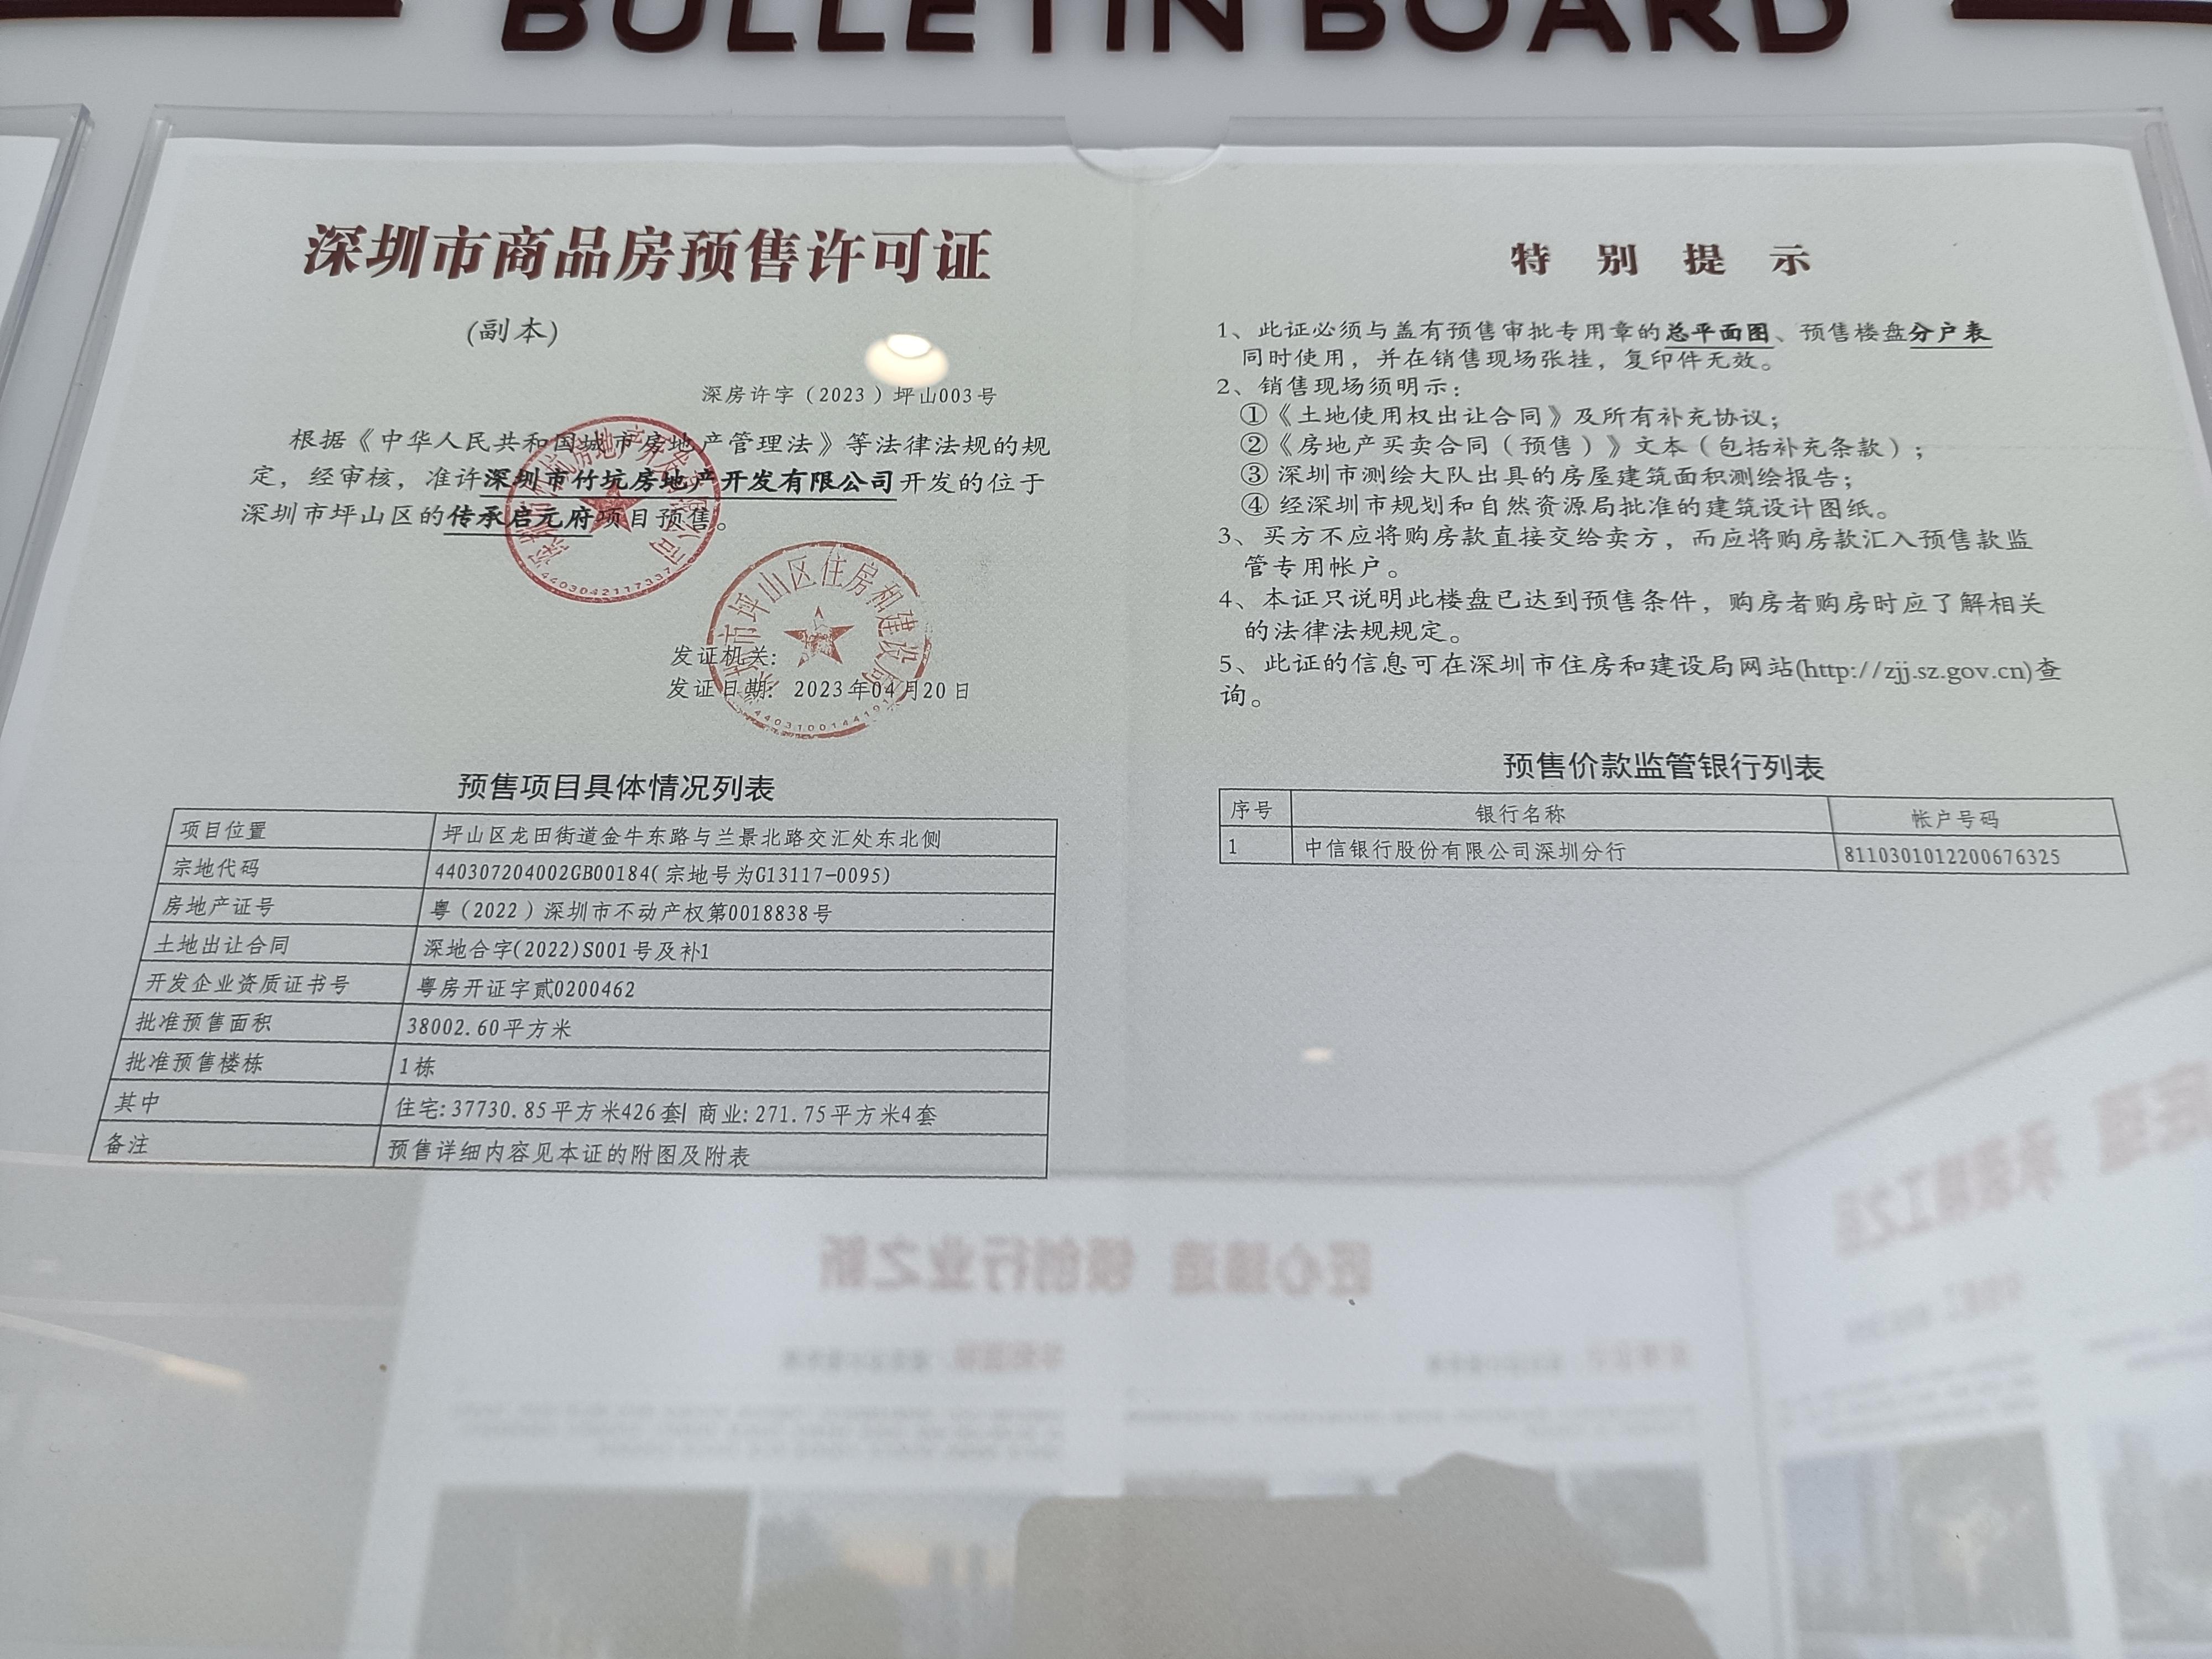 BULLETIN BOARD
深圳市商品房预售许可证
(副本)
深房许字（2023）坪山003号
根据《中华人民共和国城市房地产管理法》等法律法规的规
定，经审核，准许深圳市竹坑房地产开发有限公司开发的位于
深圳市坪山区的传承启元府项目预售。
4403042117337
市坪山区住房和建设局
发证机关:
发证日期: 2023年04月20日
预售项目具体情况列表
项目位置 坪山区龙田街道金牛东路与兰景北路交汇处东北侧
宗地代码 440307204002GB00184(宗地号为G13117-0095)
房地产证号 粤（2022）深圳市不动产权第0018838号
土地出让合同 深地合字(2022)S001号及补1
开发企业资质证书号 粤房开证字贰0200462
批准预售面积 38002.60平方米
批准预售楼栋 1栋
其中 住宅:37730.85平方米426套| 商业:271.75平方米4套
备注 预售详细内容见本证的附图及附表
特别提示
1、此证必须与盖有预售审批专用章的总平面图、预售楼盘分户表
同时使用，并在销售现场张挂，复印件无效。
2、销售现场须明示：
①《土地使用权出让合同》及所有补充协议；
②《房地产买卖合同（预售）》文本（包括补充条款）；
③ 深圳市测绘大队出具的房屋建筑面积测绘报告；
④ 经深圳市规划和自然资源局批准的建筑设计图纸。
3、买方不应将购房款直接交给卖方，而应将购房款汇入预售款监
管专用帐户。
4、本证只说明此楼盘已达到预售条件，购房者购房时应了解相关
的法律法规规定。
5、此证的信息可在深圳市住房和建设局网站(http://zjj.sz.gov.cn)查
询。
预售价款监管银行列表
序号 银行名称 帐户号码
1 中信银行股份有限公司深圳分行 8110301012200676325
匠心臻造 领创行业之新